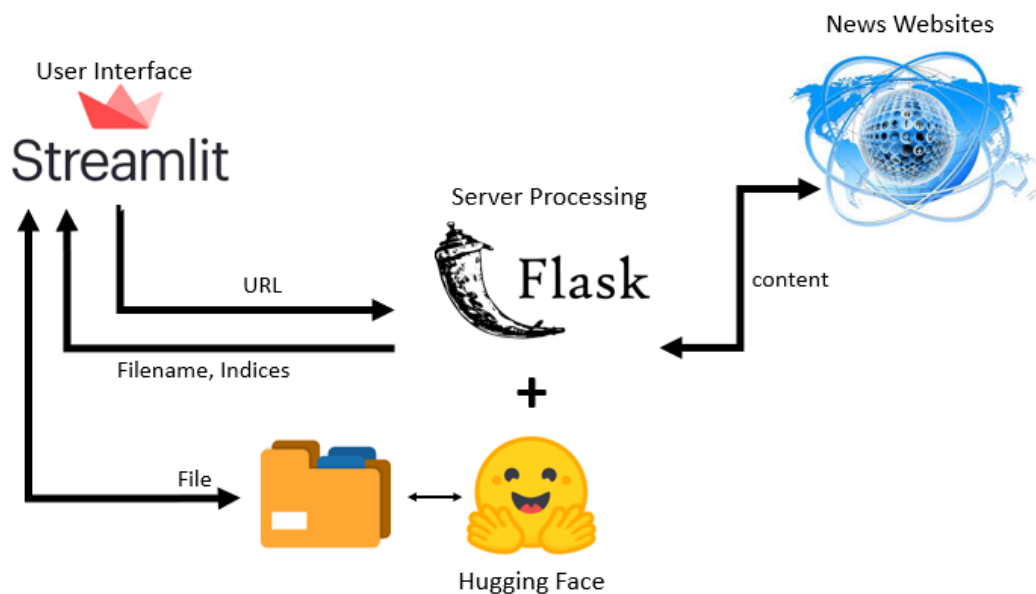 News Websites
User Interface
Streamlit
Server Processing
Flask
URL
content
Filename, Indices
+
File
Hugging Face